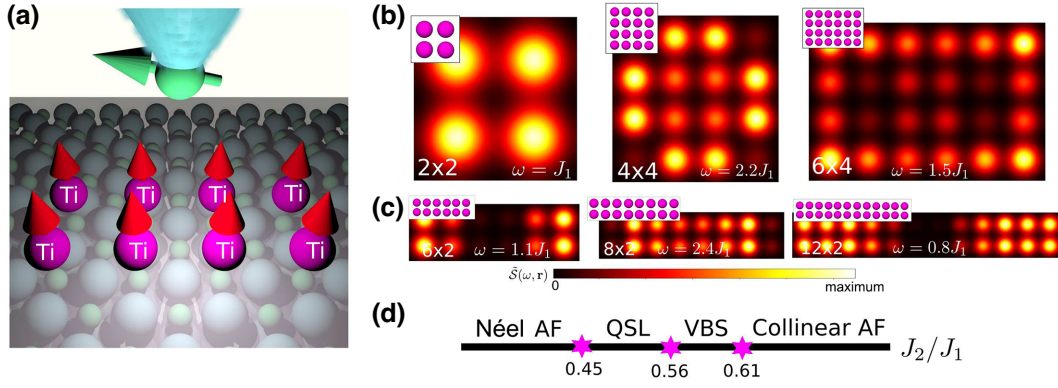 (a)
Ti Ti Ti Ti
Ti Ti Ti Ti
(b)
2x2 ω = J₁
4x4 ω = 2.2J₁
6x4 ω = 1.5J₁
(c)
6x2 ω = 1.1J₁
8x2 ω = 2.4J₁
12x2 ω = 0.8J₁
S̃(ω, r)
0 maximum
(d)
Néel AF QSL VBS Collinear AF
J₂/J₁
0.45 0.56 0.61